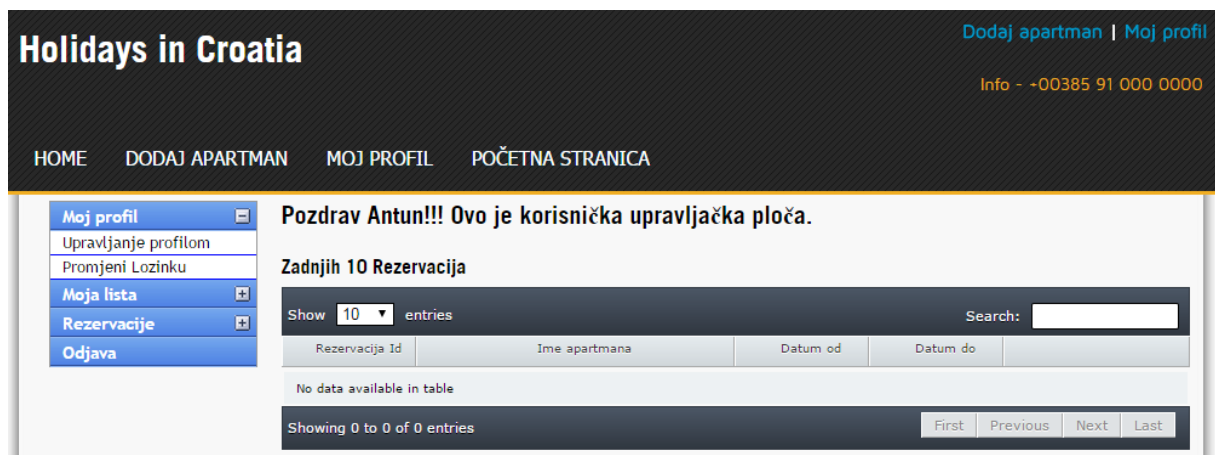 Holidays in Croatia
Dodaj apartman | Moj profil
Info - +00385 91 000 0000
HOME DODAJ APARTMAN MOJ PROFIL POČETNA STRANICA
Moj profil
Upravljanje profilom
Promjeni Lozinku
Moja lista
Rezervacije
Odjava
Pozdrav Antun!!! Ovo je korisnička upravljačka ploča.
Zadnjih 10 Rezervacija
Show 10 entries Search:
Rezervacija Id Ime apartmana Datum od Datum do
No data available in table
Showing 0 to 0 of 0 entries First Previous Next Last